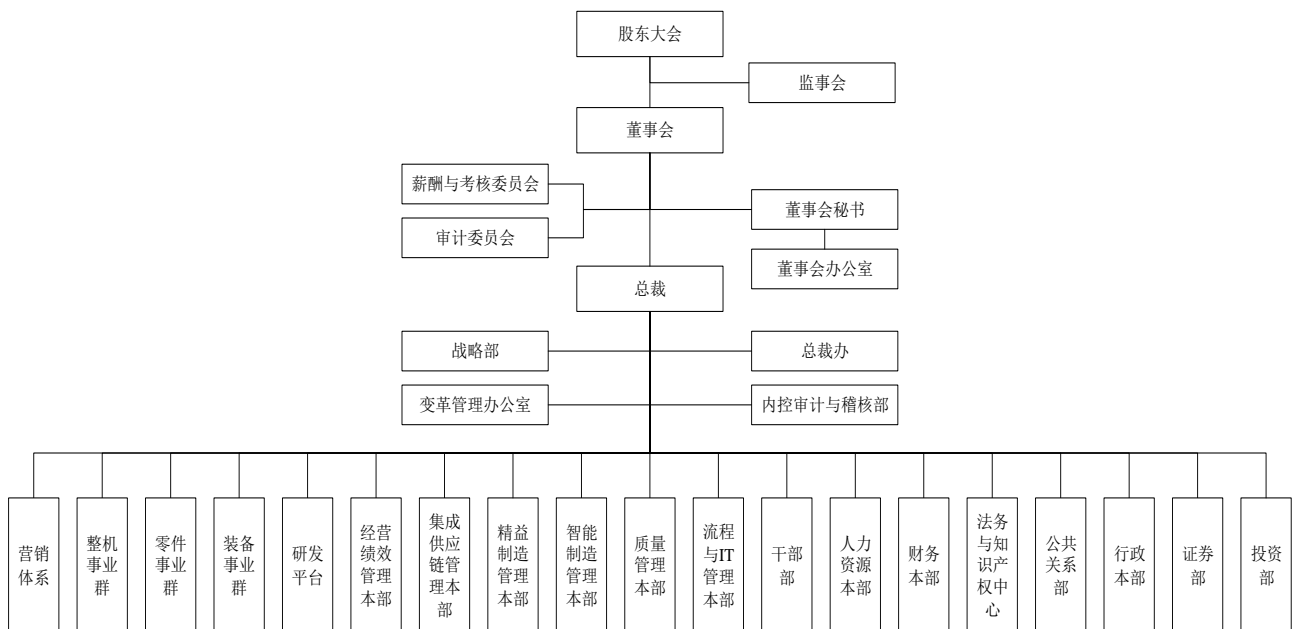 股东大会
监事会
董事会
薪酬与考核委员会
董事会秘书
审计委员会
董事会办公室
总裁
战略部
总裁办
变革管理办公室
内控审计与稽核部
营销
体系
整机
事业
群
零件
事业
群
装备
事业
群
研发
平台
经营
绩效
管理
本部
集成
供应
链管
理本
部
精益
制造
管理
本部
智能
制造
管理
本部
质量
管理
本部
流程
与IT
管理
本部
干部
部
人力
资源
本部
财务
本部
法务
与知
识产
权中
心
公共
关系
部
行政
本部
证券
部
投资
部